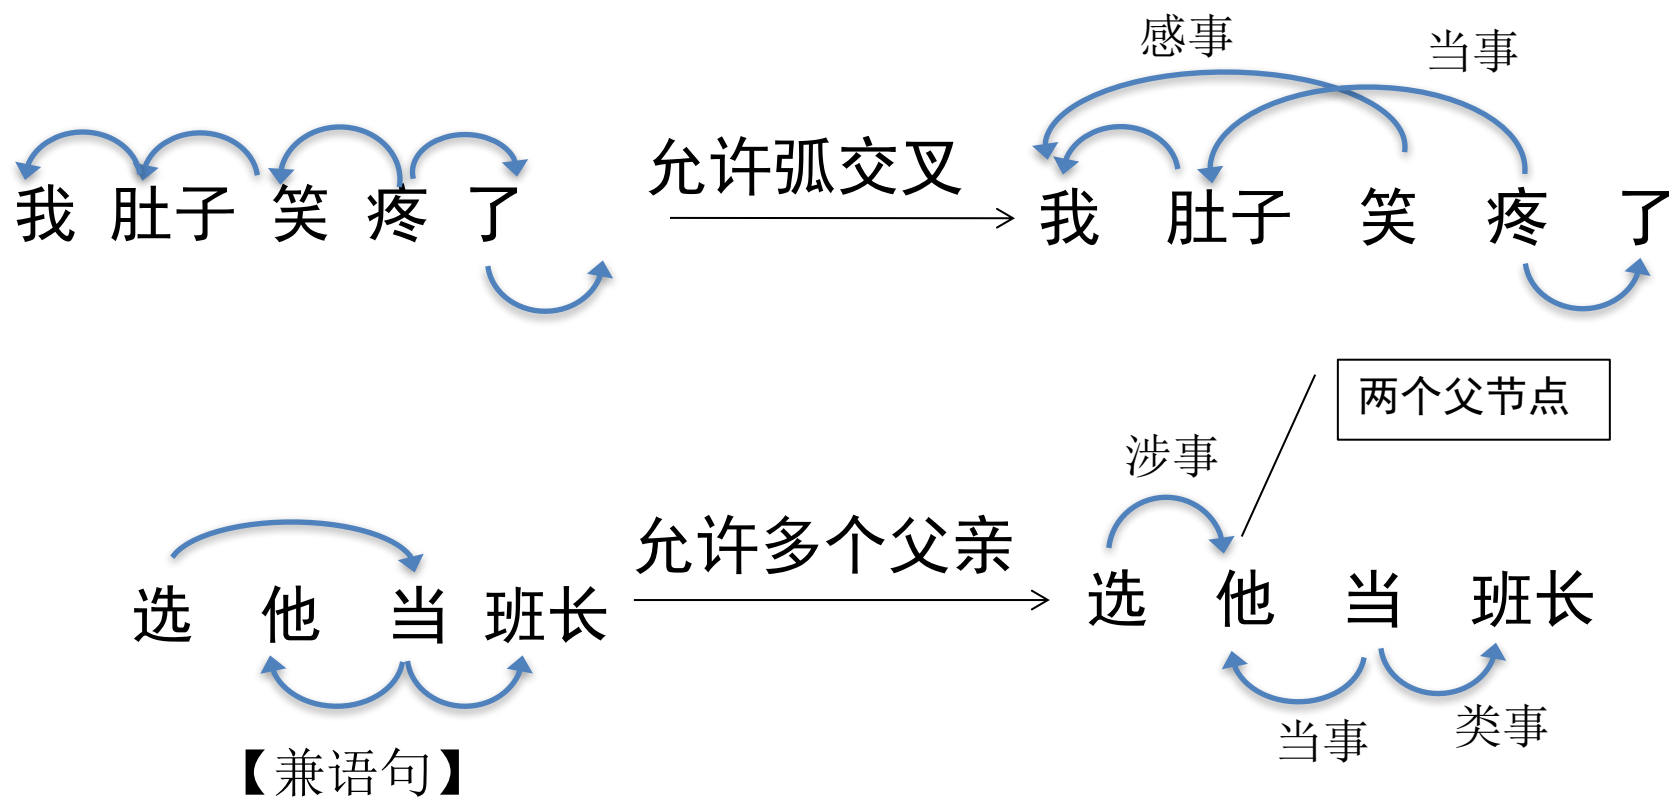 感事 当事
允许弧交叉
我 肚子 笑 疼 了
我 肚子 笑 疼 了
两个父节点
涉事
允许多个父亲
选 他 当 班长
选 他 当 班长
当事 类事
【兼语句】